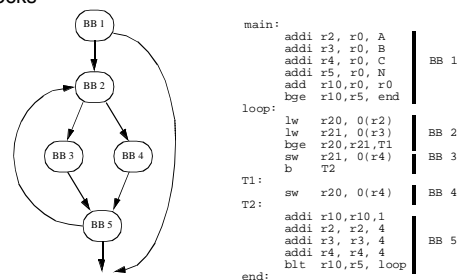 BB 1
BB 2
BB 3
BB 4
BB 5
main:
addi r2, r0, A
addi r3, r0, B
addi r4, r0, C
addi r5, r0, N
add r10,r0, r0
bge r10,r5, end
BB 1
loop:
lw r20, 0(r2)
lw r21, 0(r3)
bge r20,r21,T1
BB 2
sw r21, 0(r4)
b T2
BB 3
T1:
sw r20, 0(r4)
BB 4
T2:
addi r10,r10,1
addi r2, r2, 4
addi r3, r3, 4
addi r4, r4, 4
blt r10,r5, loop
BB 5
end: